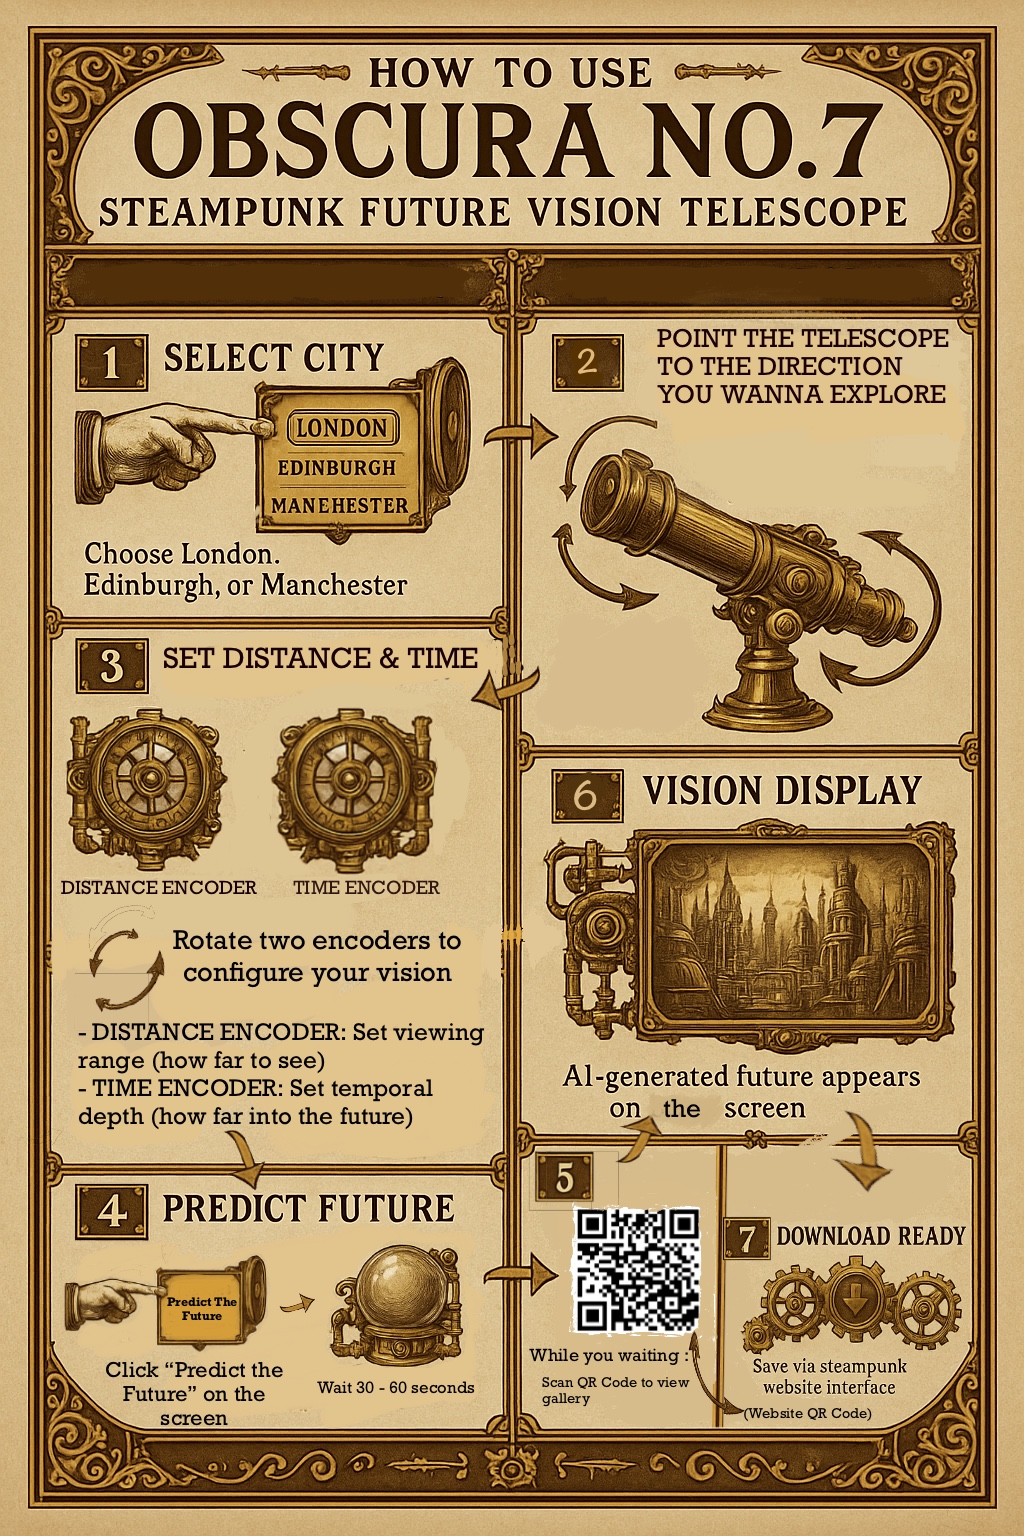 HOW TO USE
OBSCURA NO.7
STEAMPUNK FUTURE VISION TELESCOPE
1
SELECT CITY
LONDON
EDINBURGH
MANEHESTER
Choose London.
Edinburgh, or Manchester
2
POINT THE TELESCOPE
TO THE DIRECTION
YOU WANNA EXPLORE
3
SET DISTANCE & TIME
DISTANCE ENCODER
TIME ENCODER
Rotate two encoders to
configure your vision
- DISTANCE ENCODER: Set viewing
range (how far to see)
- TIME ENCODER: Set temporal
depth (how far into the future)
4
PREDICT FUTURE
Predict The
Future
Click “Predict the
Future” on the
screen
Wait 30 - 60 seconds
5
While you waiting :
Scan QR Code to view
gallery
6
VISION DISPLAY
A1-generated future appears
on the screen
7
DOWNLOAD READY
Save via steampunk
website interface
(Website QR Code)